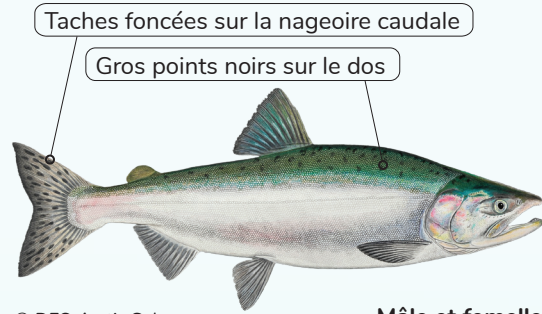 Taches foncées sur la nageoire caudale
Gros points noirs sur le dos
Mâle et femelle